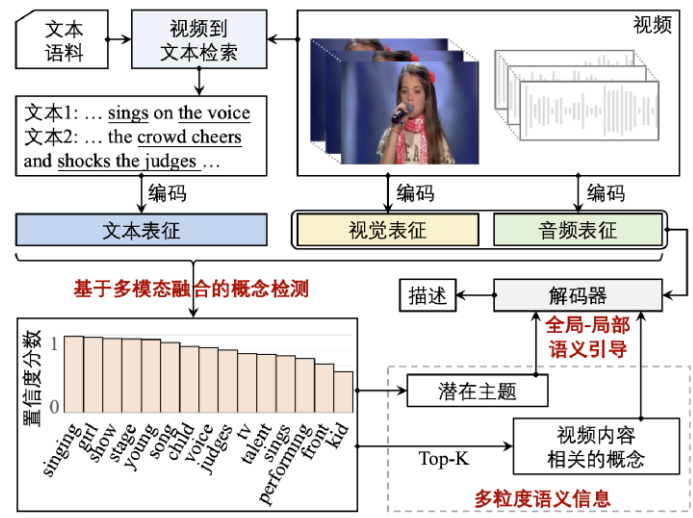 文本
语料
视频到
文本检索
视频
文本1: … sings on the voice
文本2: … the crowd cheers
and shocks the judges …
编码
编码
编码
文本表征
视觉表征
音频表征
基于多模态融合的概念检测
描述
解码器
全局-局部
语义引导
置信度分数
1
0
singing
girl
show
stage
young
song
child
voice
judges
tv
talent
sings
performing
front
kid
潜在主题
Top-K
视频内容
相关的概念
多粒度语义信息